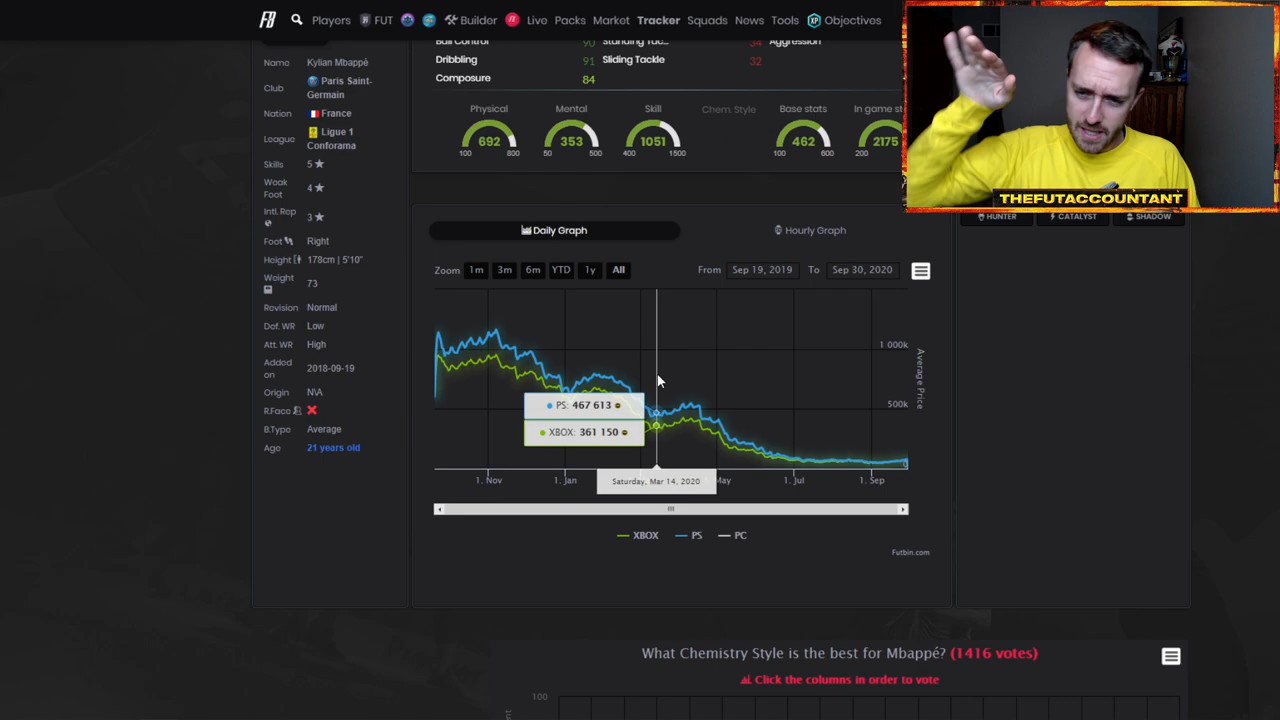 Players FUT Builder Live Packs Market Tracker Squads News Tools XP Objectives
Ball Control 90 Standing Tac... 34 Aggression
Dribbling 91 Sliding Tackle 32
Composure 84
Name Kylian Mbappé
Club Paris Saint-
Germain
Nation France
League Ligue 1
Conforama
Skills 5★
Weak
Foot 4★
Intl. Rep 3★
Foot Right
Height 178cm | 5'10"
Weight 73
Revision Normal
Def. WR Low
Att. WR High
Added
on 2018-09-19
Origin N\A
R.Face
B.Type Average
Age 21 years old
Physical Mental Skill Chem. Style Base stats In game st
692 353 1051 462 2175
100 800 50 500 400 1500 100 600 200
THEFUTACCOUNTANT
HUNTER CATALYST SHADOW
Daily Graph Hourly Graph
Zoom 1m 3m 6m YTD 1y All From Sep 19, 2019 To Sep 30, 2020
1 000k
500k
0
Average Price
PS: 467 613
XBOX: 361 150
1. Nov 1. Jan Saturday, Mar 14, 2020 May 1. Jul 1. Sep
XBOX PS PC
Futbin.com
What Chemistry Style is the best for Mbappé? (1416 votes)
Click the columns in order to vote
100